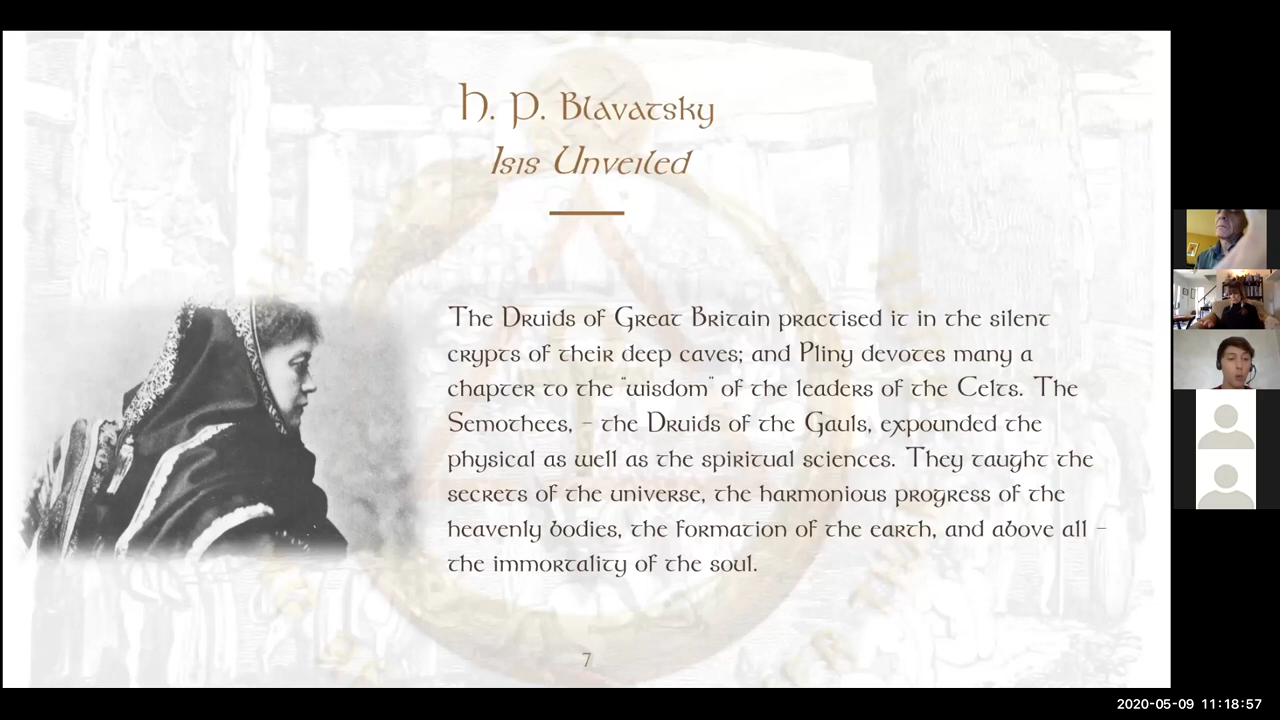 H. P. Blavatsky
Isis Unveiled
The Druids of Great Britain practised it in the silent
crypts of their deep caves; and Pliny devotes many a
chapter to the “wisdom” of the leaders of the Celts. The
Semothees, – the Druids of the Gauls, expounded the
physical as well as the spiritual sciences. They taught the
secrets of the universe, the harmonious progress of the
heavenly bodies, the formation of the earth, and above all –
the immortality of the soul.
7
2020-05-09 11:18:57